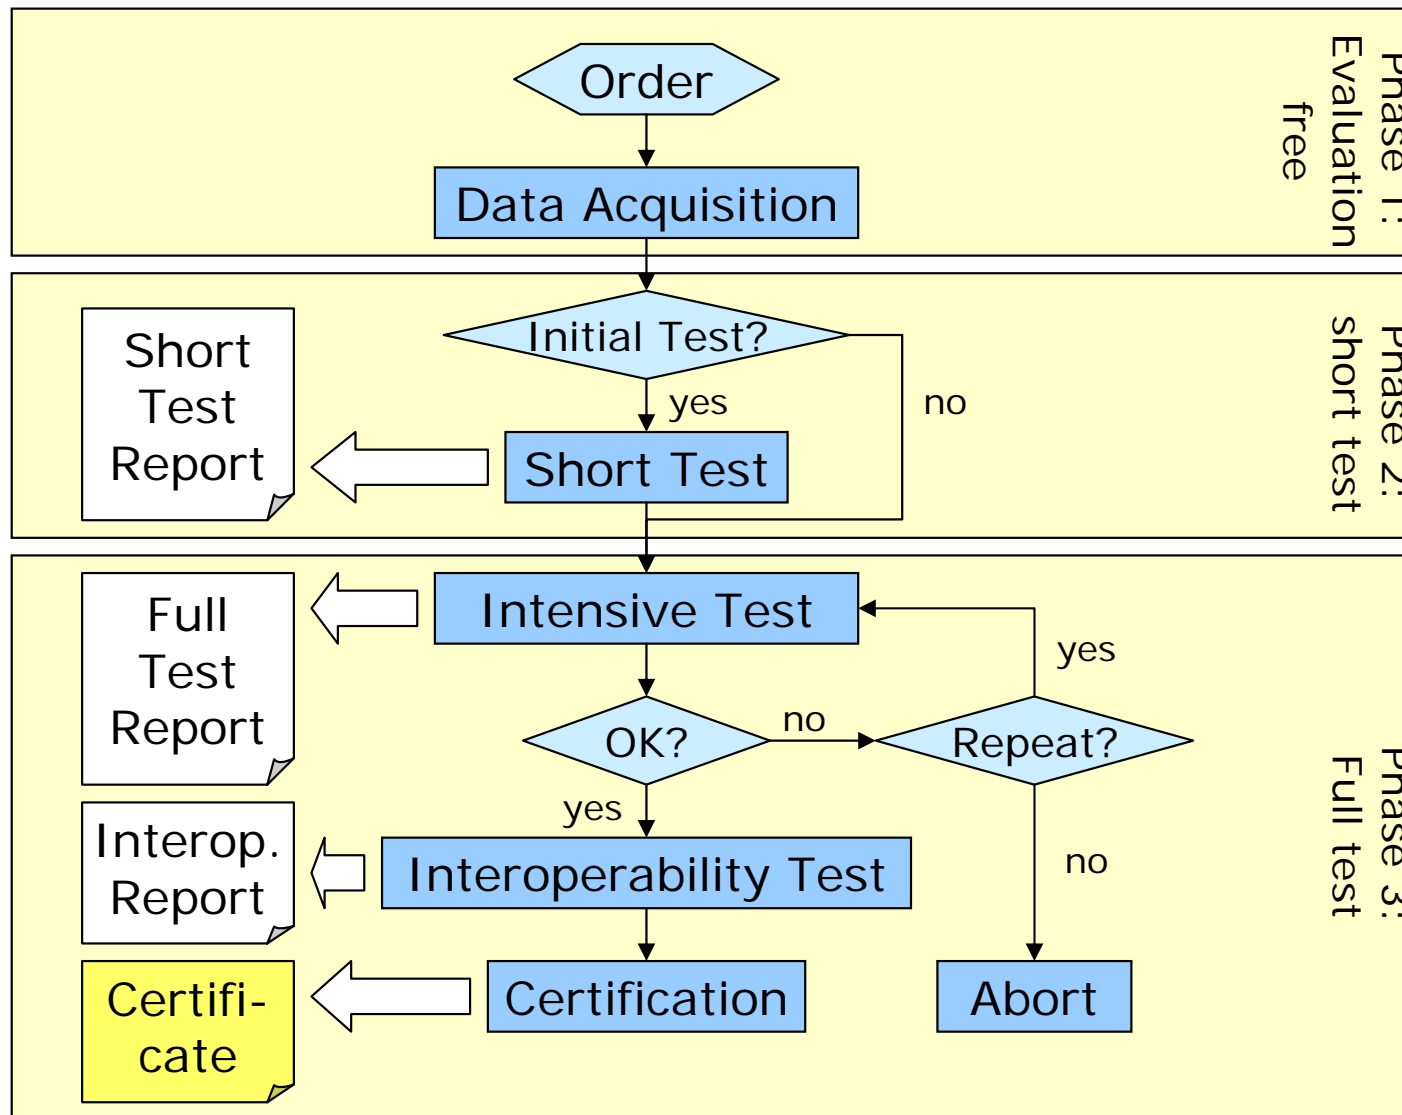 Order
Data Acquisition
Phase 1:
Evaluation
free
Initial Test?
yes
no
Short Test
Short
Test
Report
Phase 2:
short test
Intensive Test
Full
Test
Report
OK?
no
Repeat?
yes
yes
no
Interoperability Test
Interop.
Report
Certification
Abort
Certifi-
cate
Phase 3:
Full test